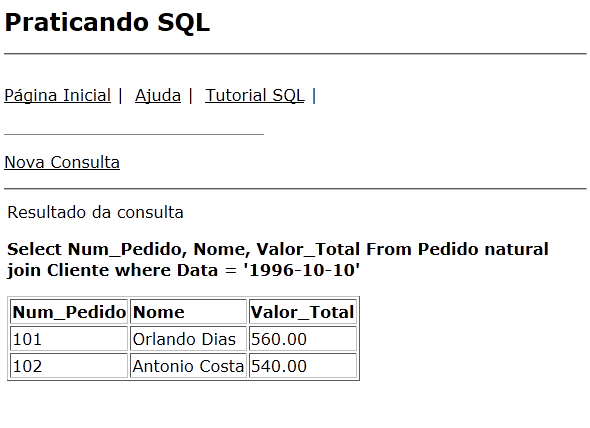 Praticando SQL
Página Inicial | Ajuda | Tutorial SQL |
Nova Consulta
Resultado da consulta
Select Num_Pedido, Nome, Valor_Total From Pedido natural
join Cliente where Data = '1996-10-10'
Num_Pedido Nome Valor_Total
101 Orlando Dias 560.00
102 Antonio Costa 540.00